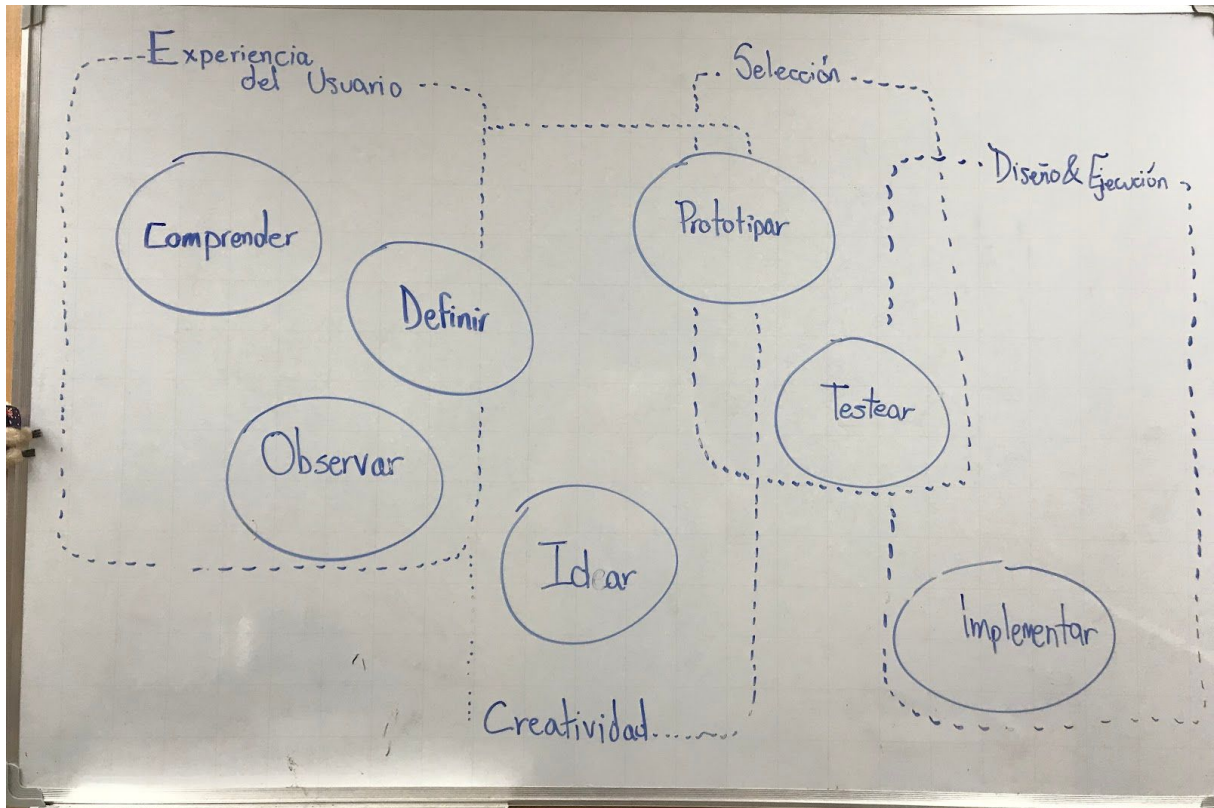 Experiencia
del Usuario
Selección
Diseño & Ejecución
Comprender
Definir
Observar
Prototipar
Testear
Idear
Implementar
Creatividad